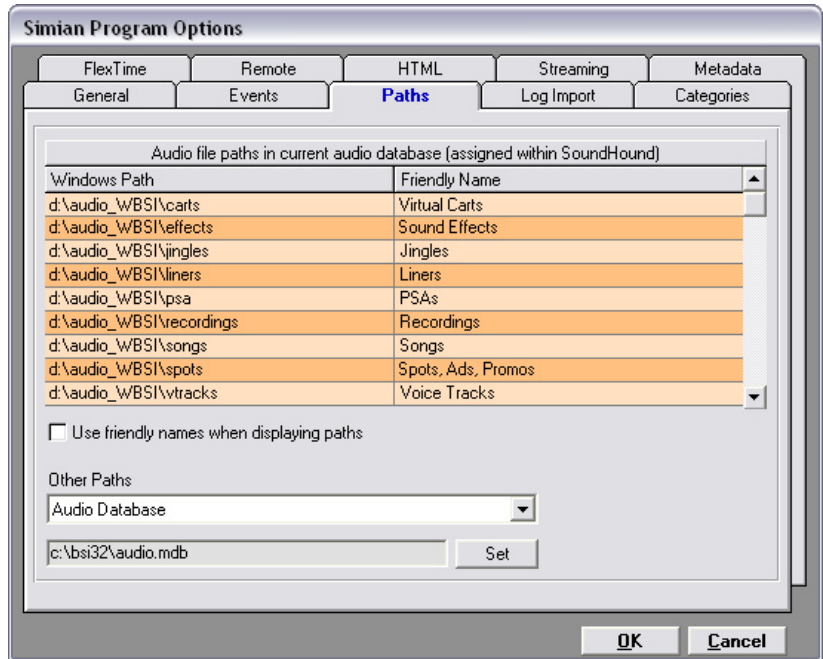 Simian Program Options
FlexTime Remote HTML Streaming Metadata
General Events Paths Log Import Categories
Audio file paths in current audio database (assigned within SoundHound)
Windows Path Friendly Name
d:\audio_WBSI\carts Virtual Carts
d:\audio_WBSI\effects Sound Effects
d:\audio_WBSI\jingles Jingles
d:\audio_WBSI\liners Liners
d:\audio_WBSI\psa PSAs
d:\audio_WBSI\recordings Recordings
d:\audio_WBSI\songs Songs
d:\audio_WBSI\spots Spots, Ads, Promos
d:\audio_WBSI\vtracks Voice Tracks
Use friendly names when displaying paths
Other Paths
Audio Database
c:\bsi32\audio.mdb Set
OK Cancel